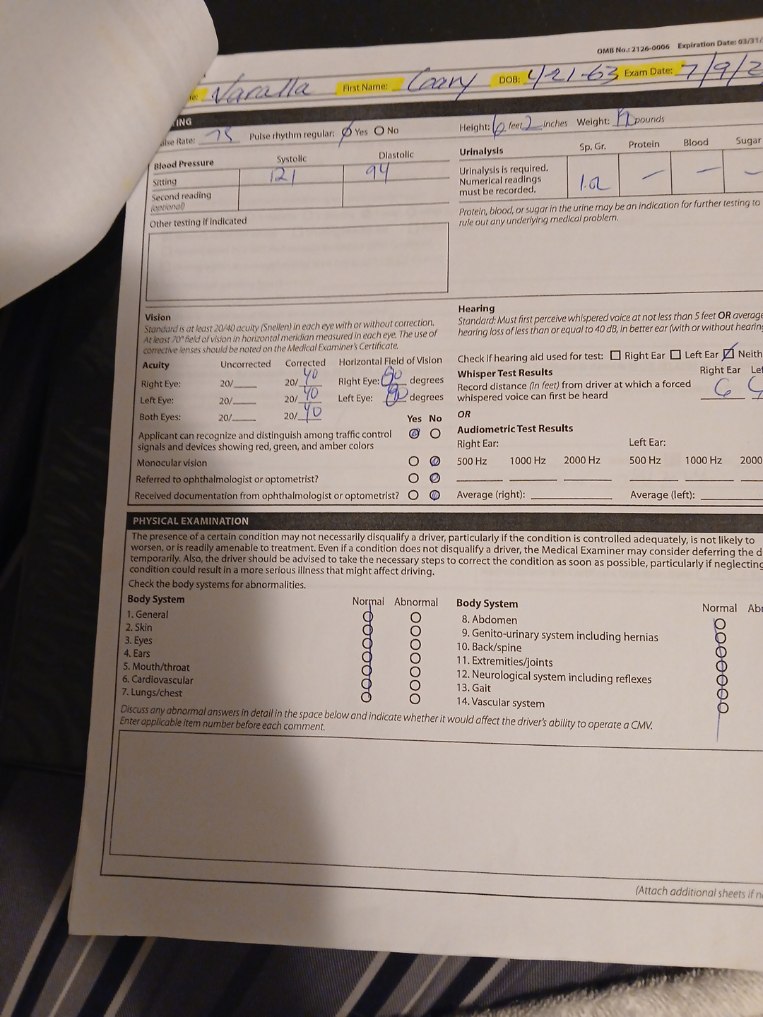 OMB No.: 2126-0006 Expiration Date: 03/31/
First Name: DOB: 4/21-63 Exam Date: 7/9/2
ING
Pulse rhythm regular: Yes No Height: 6 feet 2 inches Weight: pounds
Blood Pressure Systolic Diastolic
Sitting 121 94
Second reading
(optional)
Other testing if indicated
Urinalysis Sp. Gr. Protein Blood Sugar
Urinalysis is required.
Numerical readings
must be recorded.
Protein, blood, or sugar in the urine may be an indication for further testing to
rule out any underlying medical problem.
Vision
Standard is at least 20/40 acuity (Snellen) in each eye with or without correction.
At least 70° field of vision in horizontal meridian measured in each eye. The use of
corrective lenses should be noted on the Medical Examiner's Certificate.
Acuity Uncorrected Corrected Horizontal Field of Vision
Right Eye: 20/ 20/40 Right Eye: degrees
Left Eye: 20/ 20/40 Left Eye: degrees
Both Eyes: 20/ 20/40
Yes No
Applicant can recognize and distinguish among traffic control
signals and devices showing red, green, and amber colors
Monocular vision
Referred to ophthalmologist or optometrist?
Received documentation from ophthalmologist or optometrist?
Hearing
Standard: Must first perceive whispered voice at not less than 5 feet OR average
hearing loss of less than or equal to 40 dB, in better ear (with or without hearin
Check if hearing aid used for test: Right Ear Left Ear Neith
Whisper Test Results Right Ear Le
Record distance (in feet) from driver at which a forced
whispered voice can first be heard
OR
Audiometric Test Results
Right Ear: Left Ear:
500 Hz 1000 Hz 2000 Hz 500 Hz 1000 Hz 2000
Average (right): Average (left):
PHYSICAL EXAMINATION
The presence of a certain condition may not necessarily disqualify a driver, particularly if the condition is controlled adequately, is not likely to
worsen, or is readily amenable to treatment. Even if a condition does not disqualify a driver, the Medical Examiner may consider deferring the d
temporarily. Also, the driver should be advised to take the necessary steps to correct the condition as soon as possible, particularly if neglecting
condition could result in a more serious illness that might affect driving.
Check the body systems for abnormalities.
Body System Normal Abnormal
1. General
2. Skin
3. Eyes
4. Ears
5. Mouth/throat
6. Cardiovascular
7. Lungs/chest
Body System Normal Ab
8. Abdomen
9. Genito-urinary system including hernias
10. Back/spine
11. Extremities/joints
12. Neurological system including reflexes
13. Gait
14. Vascular system
Discuss any abnormal answers in detail in the space below and indicate whether it would affect the driver's ability to operate a CMV.
Enter applicable item number before each comment.
(Attach additional sheets if n